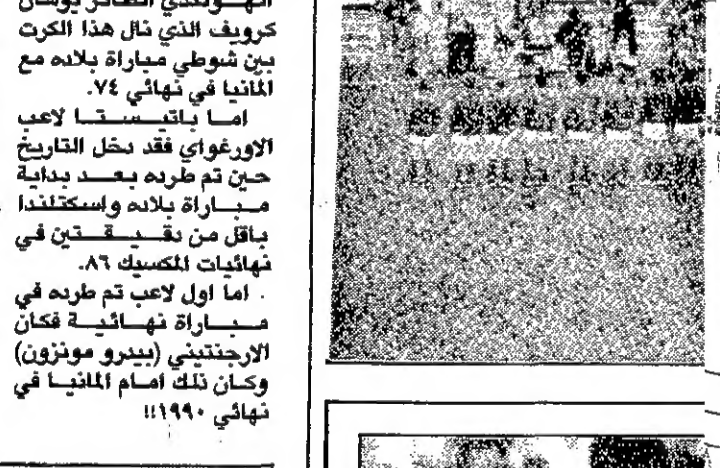 الهولندي الطائر يوهان
كرويف الذي نال هذا الكرت
بين شوطي مباراة بلاده مع
المانيا في نهائي ٧٤.
اما باتيستا لاعب
الاورغواي فقد دخل التاريخ
حين تم طرده بعد بداية
مباراة بلاده واسكتلندا
باقل من دقيقتين في
نهائيات المكسيك ٨٦.
اما اول لاعب تم طرده في
مباراة نهائية فكان
الارجنتيني (بيدرو مونزون)
وكان ذلك امام المانيا في
نهائي ١٩٩٠!!